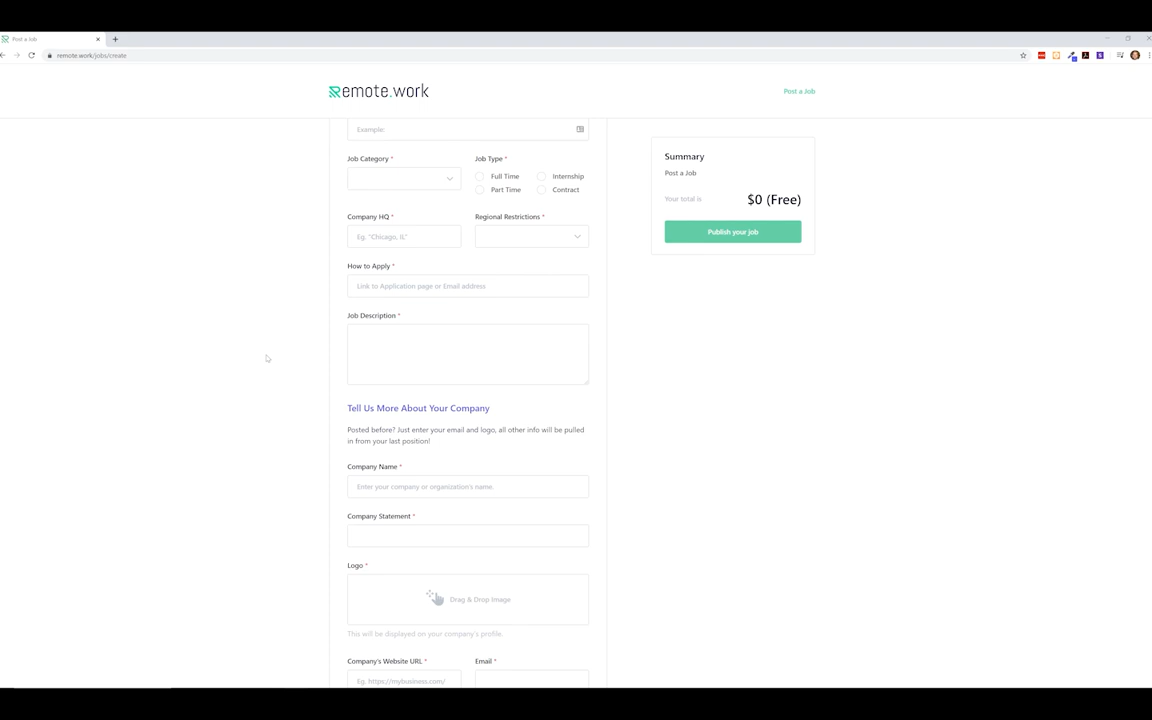 Post a Job
remote.work/jobs/create
Remote.work
Post a Job
Example:
Job Category *
Job Type *
Full Time
Internship
Part Time
Contract
Company HQ *
Regional Restrictions *
Eg. "Chicago, IL"
How to Apply *
Link to Application page or Email address
Job Description *
Tell Us More About Your Company
Posted before? Just enter your email and logo, all other info will be pulled
in from your last position!
Company Name *
Enter your company or organization's name.
Company Statement *
Logo *
Drag & Drop Image
This will be displayed on your company's profile.
Company's Website URL *
Email *
Eg. https://mybusiness.com/
Summary
Post a Job
Your total is
$0 (Free)
Publish your job